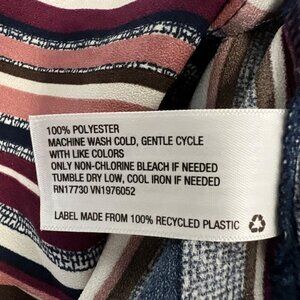 100% POLYESTER
MACHINE WASH COLD, GENTLE CYCLE
WITH LIKE COLORS
ONLY NON-CHLORINE BLEACH IF NEEDED
TUMBLE DRY LOW, COOL IRON IF NEEDED
RN17730 VN1976052
LABEL MADE FROM 100% RECYCLED PLASTIC